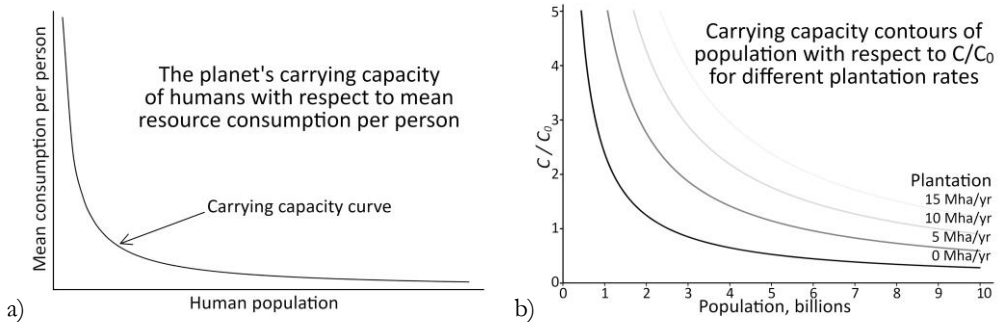 The planet's carrying capacity
of humans with respect to mean
resource consumption per person
Mean consumption per person
Carrying capacity curve
Human population
a)
Carrying capacity contours of
population with respect to C/C₀
for different plantation rates
C / C₀
5
4
3
2
1
0
Plantation
15 Mha/yr
10 Mha/yr
5 Mha/yr
0 Mha/yr
0 1 2 3 4 5 6 7 8 9 10
Population, billions
b)